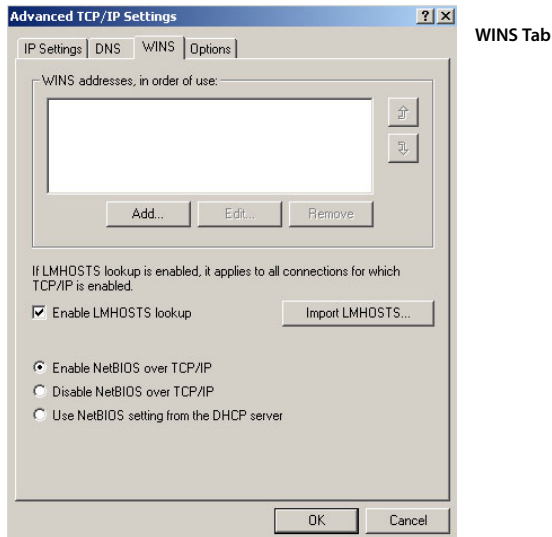 Advanced TCP/IP Settings
WINS Tab
IP Settings DNS WINS Options
WINS addresses, in order of use:
Add... Edit... Remove
If LMHOSTS lookup is enabled, it applies to all connections for which
TCP/IP is enabled.
Enable LMHOSTS lookup Import LMHOSTS...
Enable NetBIOS over TCP/IP
Disable NetBIOS over TCP/IP
Use NetBIOS setting from the DHCP server
OK Cancel